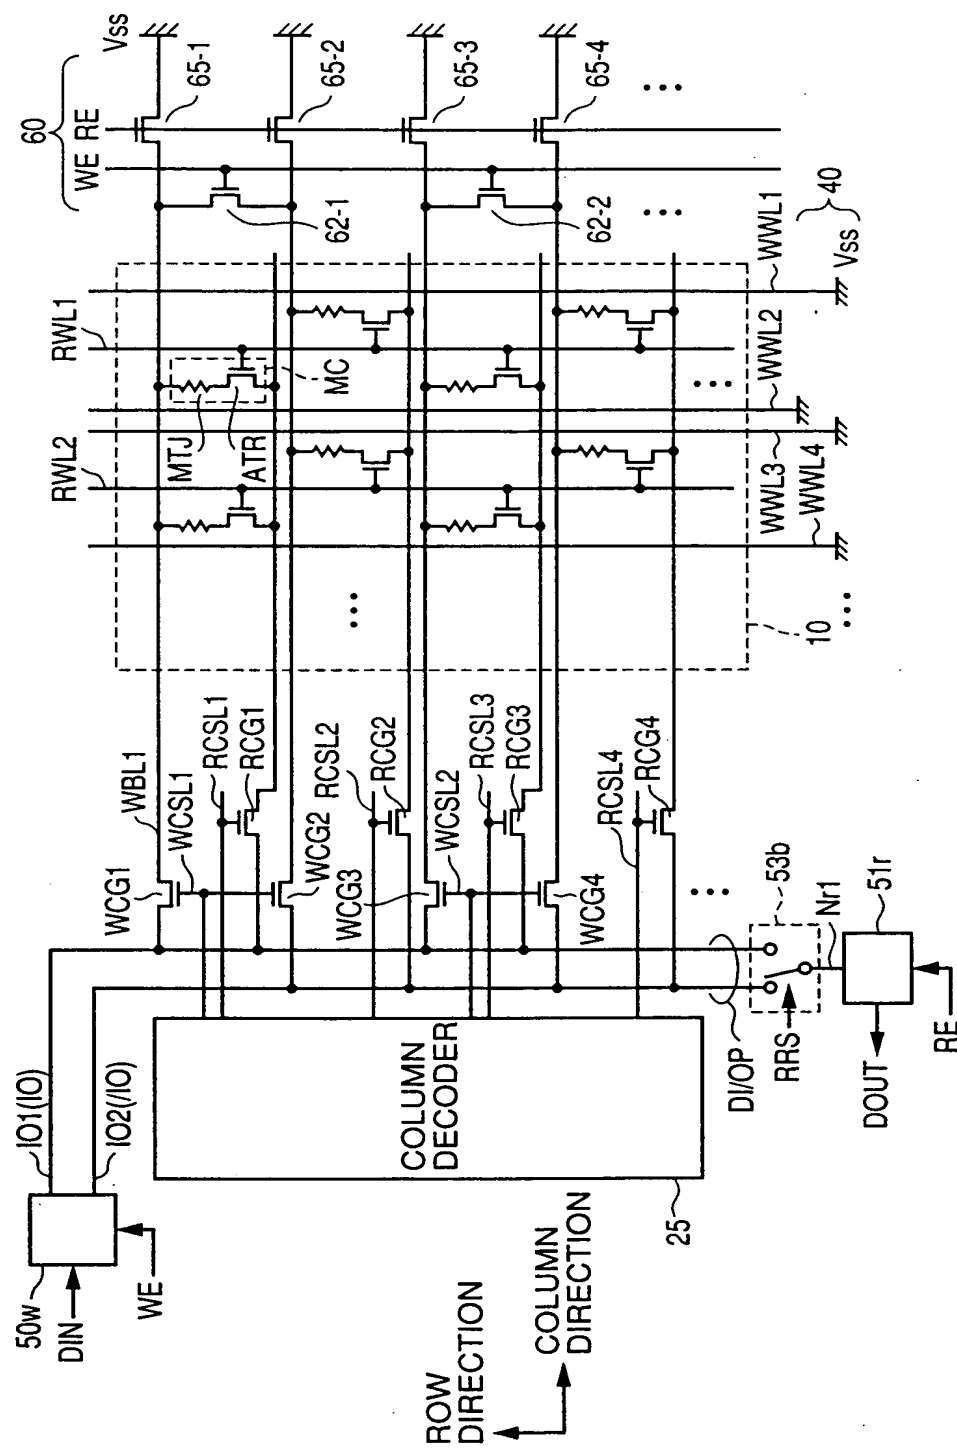 60
WE RE Vss
65-1
65-2
65-3
65-4
62-1
62-2
RWL1
RWL2
MTJ
ATR
MC
WWL1
WWL2
WWL3
WWL4
40
Vss
10
WBL1
WCSL1
RCSL1
RCG1
WCG1
WCG2
RCSL2
RCG2
WCG3
WCSL2
RCSL3
RCG3
WCG4
RCSL4
RCG4
IO1(IO)
IO2(/IO)
50w
DIN
WE
COLUMN
DECODER
25
DI/OP
53b
RRS
Nr1
51r
DOUT
RE
ROW
DIRECTION
COLUMN
DIRECTION